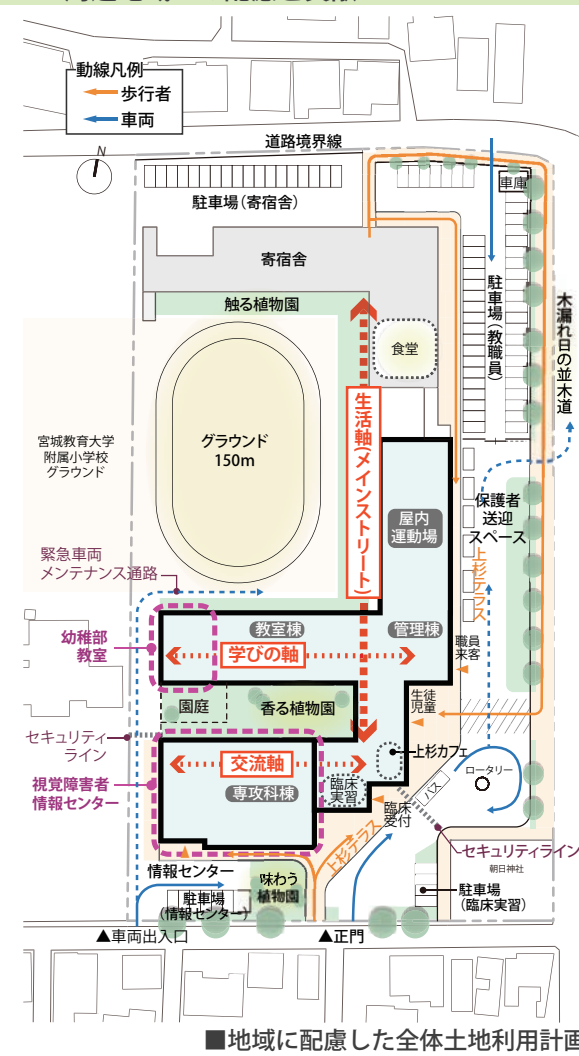 動線凡例
歩行者
車両
N
道路境界線
車庫
駐車場（寄宿舎）
寄宿舎
触る植物園
食堂
駐車場（教職員）
木漏れ日の並木道
宮城教育大学
附属小学校
グラウンド
グラウンド
150m
生活軸（メインストリート）
屋内
運動場
保護者
送迎
スペース
上杉テラス
緊急車両
メンテナンス通路
幼稚部
教室
教室棟
管理棟
学びの軸
職員
来客
園庭
香る植物園
生徒
児童
セキュリティ
ライン
上杉カフェ
交流軸
ロータリー
視覚障害者
情報センター
専攻科棟
臨床
実習
バス
臨床
受付
上杉テラス
セキュリティライン
朝日神社
情報センター
味わう
植物園
駐車場
（情報センター）
駐車場
（臨床実習）
▲車両出入口
▲正門
■地域に配慮した全体土地利用計画